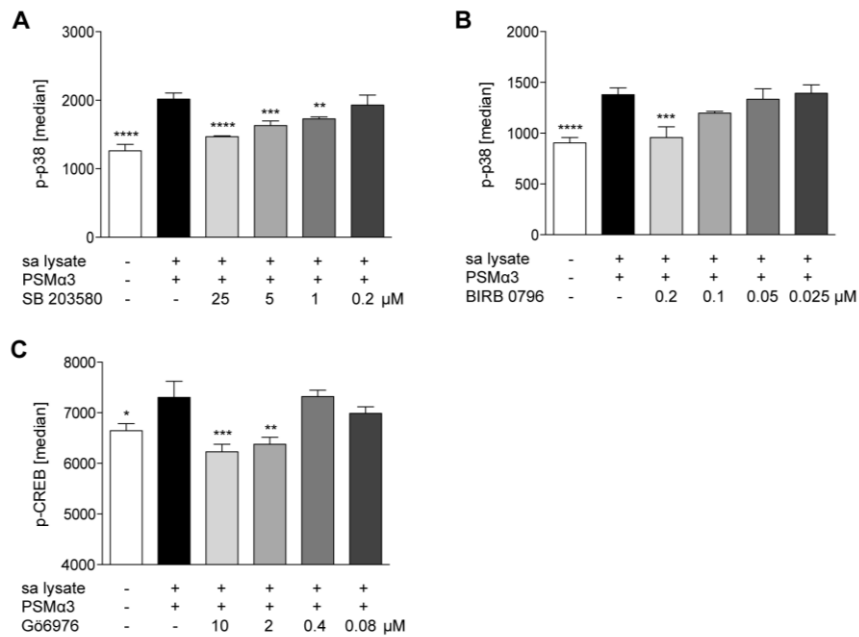 A
p-p38 [median]
3000
2000
1000
0
****
****
***
**
sa lysate - + + + + +
PSMα3 - + + + + +
SB 203580 - - 25 5 1 0.2 µM
B
p-p38 [median]
2000
1500
1000
500
0
****
***
sa lysate - + + + + +
PSMα3 - + + + + +
BIRB 0796 - - 0.2 0.1 0.05 0.025 µM
C
p-CREB [median]
8000
7000
6000
5000
4000
*
***
**
sa lysate - + + + + +
PSMα3 - + + + + +
Gö6976 - - 10 2 0.4 0.08 µM